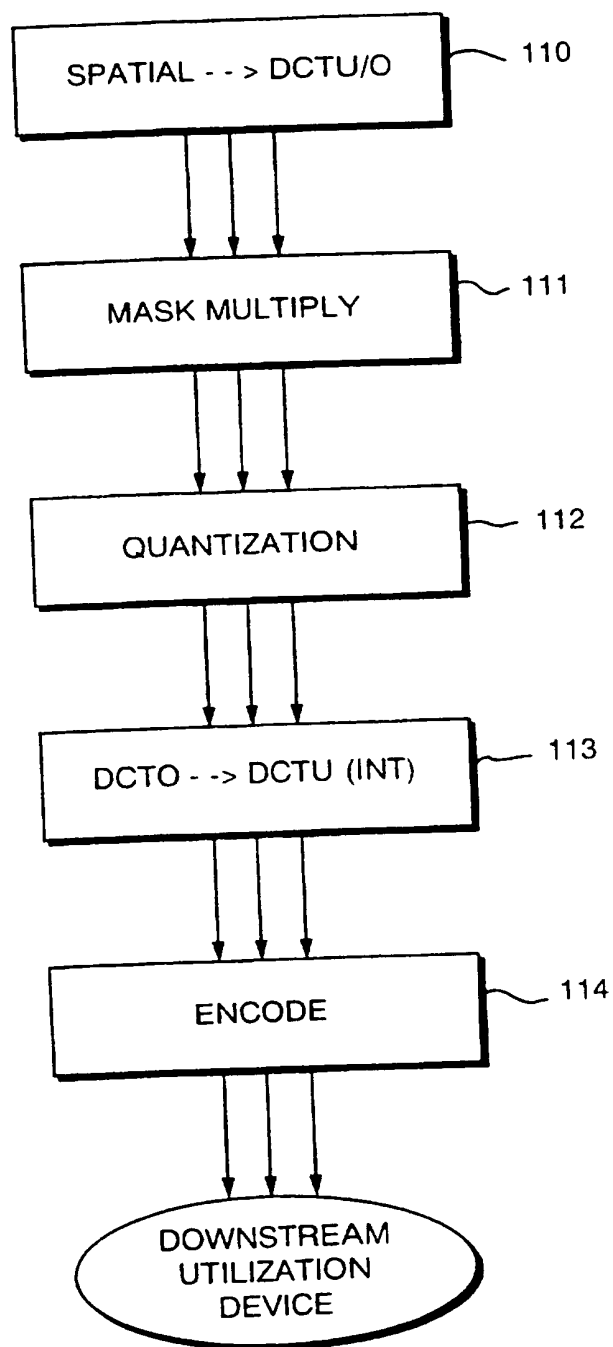 SPATIAL - - > DCTU/O
110
MASK MULTIPLY
111
QUANTIZATION
112
DCTO - -> DCTU (INT)
113
ENCODE
114
DOWNSTREAM
UTILIZATION
DEVICE